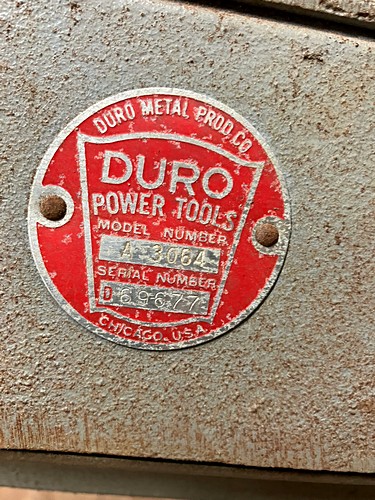 DURO METAL PROD. CO.
DURO
POWER TOOLS
MODEL NUMBER
A 3064
SERIAL NUMBER
D 69677
CHICAGO. U.S.A.